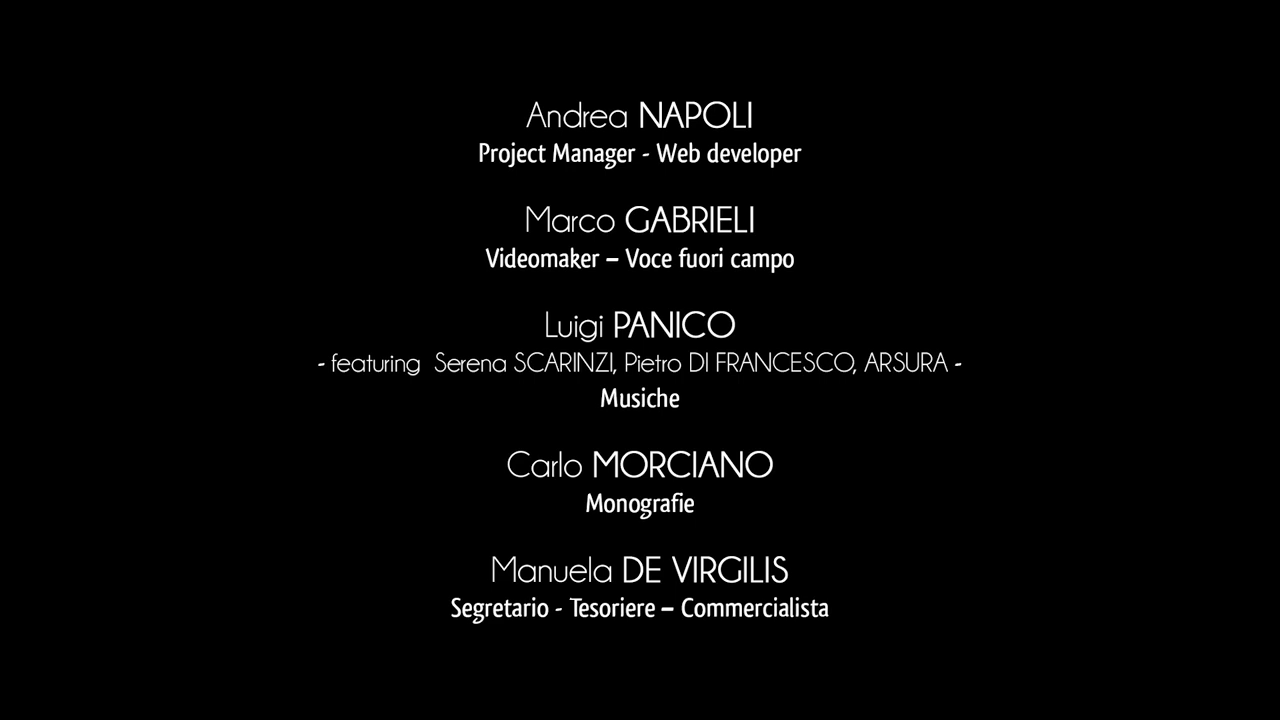 Andrea NAPOLI
Project Manager - Web developer
Marco GABRIELI
Videomaker – Voce fuori campo
Luigi PANICO
- featuring  Serena SCARINZI, Pietro DI FRANCESCO, ARSURA -
Musiche
Carlo MORCIANO
Monografie
Manuela DE VIRGILIS
Segretario - Tesoriere – Commercialista